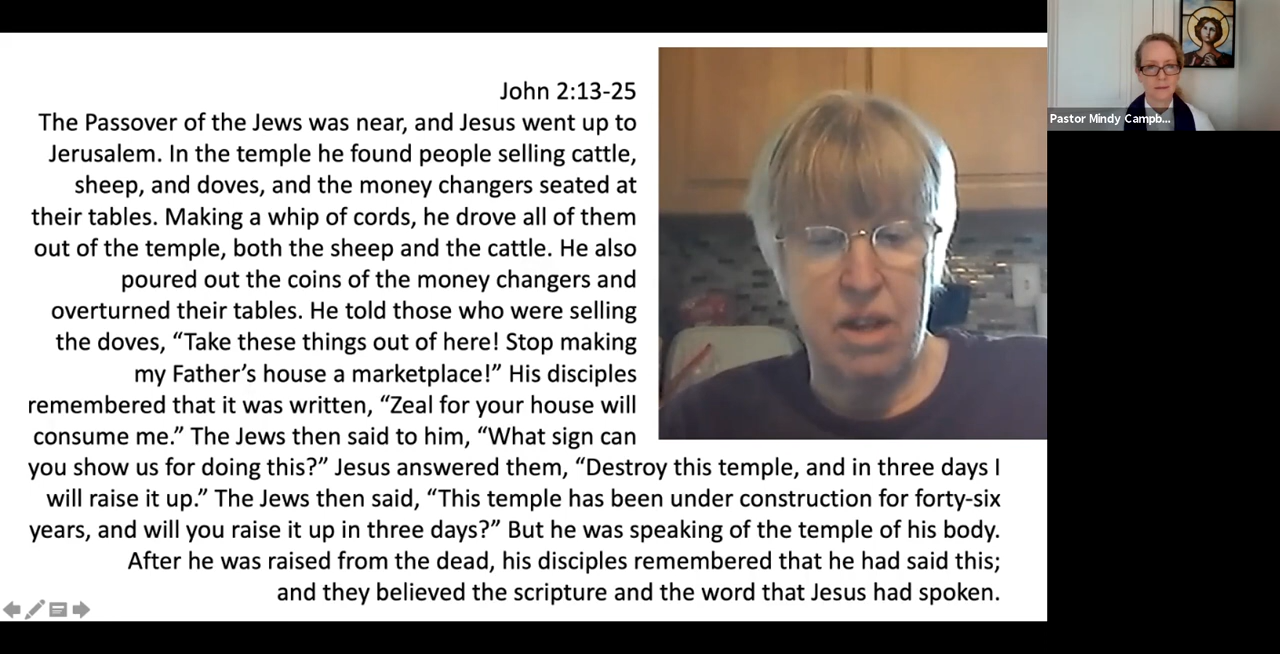 John 2:13-25
The Passover of the Jews was near, and Jesus went up to
Jerusalem. In the temple he found people selling cattle,
sheep, and doves, and the money changers seated at
their tables. Making a whip of cords, he drove all of them
out of the temple, both the sheep and the cattle. He also
poured out the coins of the money changers and
overturned their tables. He told those who were selling
the doves, “Take these things out of here! Stop making
my Father’s house a marketplace!” His disciples
remembered that it was written, “Zeal for your house will
consume me.” The Jews then said to him, “What sign can
you show us for doing this?” Jesus answered them, “Destroy this temple, and in three days I
will raise it up.” The Jews then said, “This temple has been under construction for forty-six
years, and will you raise it up in three days?” But he was speaking of the temple of his body.
After he was raised from the dead, his disciples remembered that he had said this;
and they believed the scripture and the word that Jesus had spoken.
Pastor Mindy Campb...